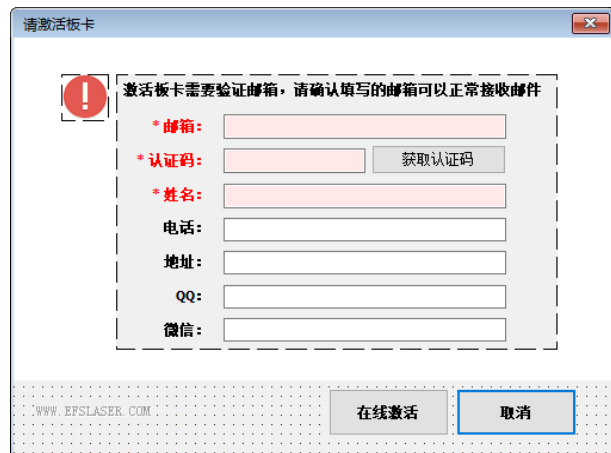 请激活板卡
!
激活板卡需要验证邮箱，请确认填写的邮箱可以正常接收邮件
*邮箱：
*认证码： 获取认证码
*姓名：
电话：
地址：
QQ：
微信：
WWW.EFSLASER.COM 在线激活 取消